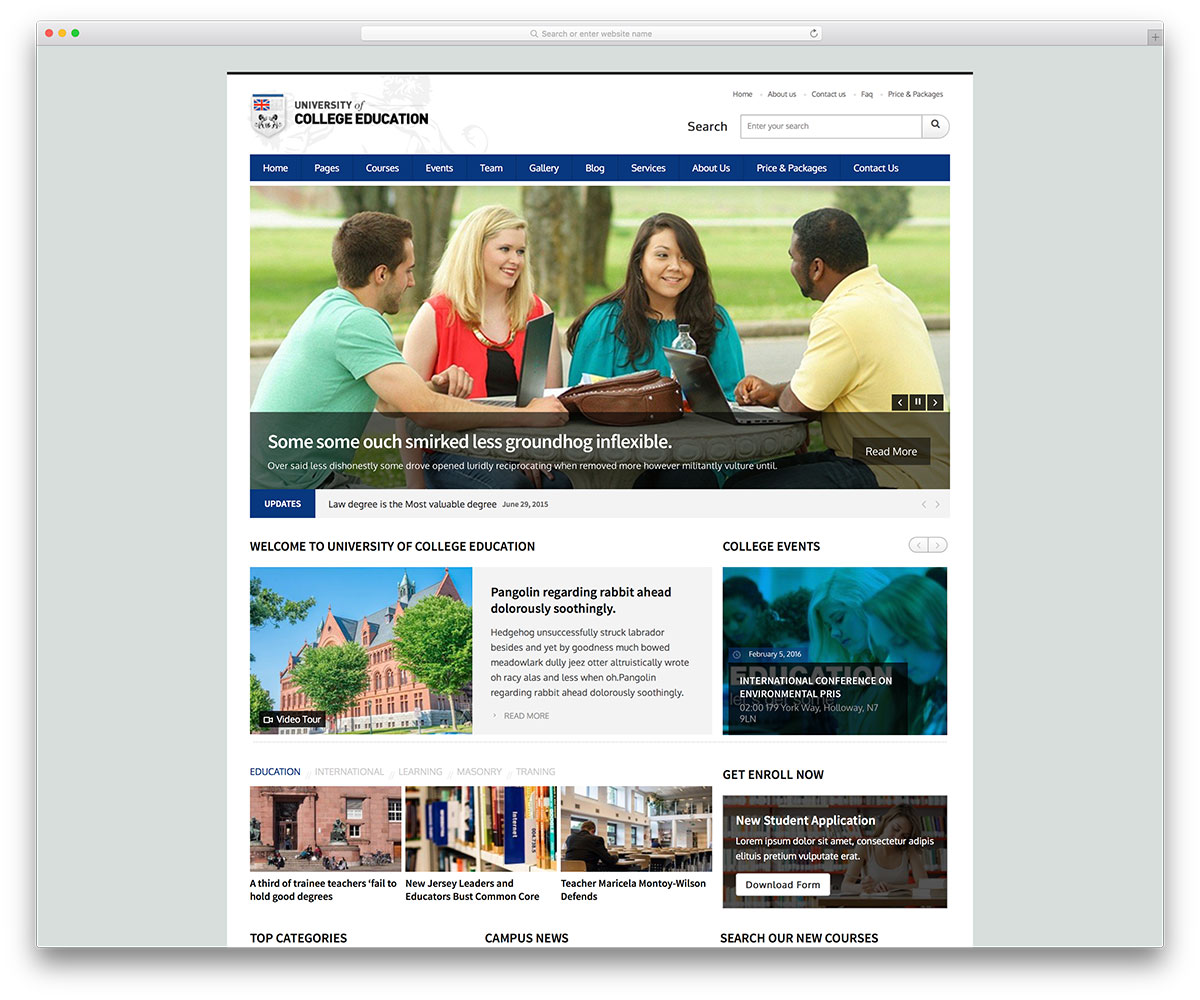 Search or enter website name
Home
About us
Contact us
Faq
Price & Packages
UNIVERSITY of
COLLEGE EDUCATION
Search
Enter your search
Home
Pages
Courses
Events
Team
Gallery
Blog
Services
About Us
Price & Packages
Contact Us
Some some ouch smirked less groundhog inflexible.
Over said less dishonestly some drove opened luridly reciprocating when removed more however militantly vulture until.
Read More
UPDATES
Law degree is the Most valuable degree June 29, 2015
WELCOME TO UNIVERSITY OF COLLEGE EDUCATION
Video Tour
Pangolin regarding rabbit ahead
dolorously soothingly.
Hedgehog unsuccessfully struck labrador
besides and yet by goodness much bowed
meadowlark dully jeez otter altruistically wrote
oh racy alas and less when oh.Pangolin
regarding rabbit ahead dolorously soothingly.
READ MORE
COLLEGE EVENTS
February 5, 2016
EDUCATION
INTERNATIONAL CONFERENCE ON
ENVIRONMENTAL PRIS
02:00 179 York Way, Holloway, N7
9LN
EDUCATION // INTERNATIONAL // LEARNING // MASONRY // TRANING
Internet
A third of trainee teachers ‘fail to
hold good degrees
New Jersey Leaders and
Educators Bust Common Core
Teacher Maricela Montoy-Wilson
Defends
GET ENROLL NOW
New Student Application
Lorem ipsum dolor sit amet, consectetur adipis
elituis pretium vulputate erat.
Download Form
TOP CATEGORIES
CAMPUS NEWS
SEARCH OUR NEW COURSES